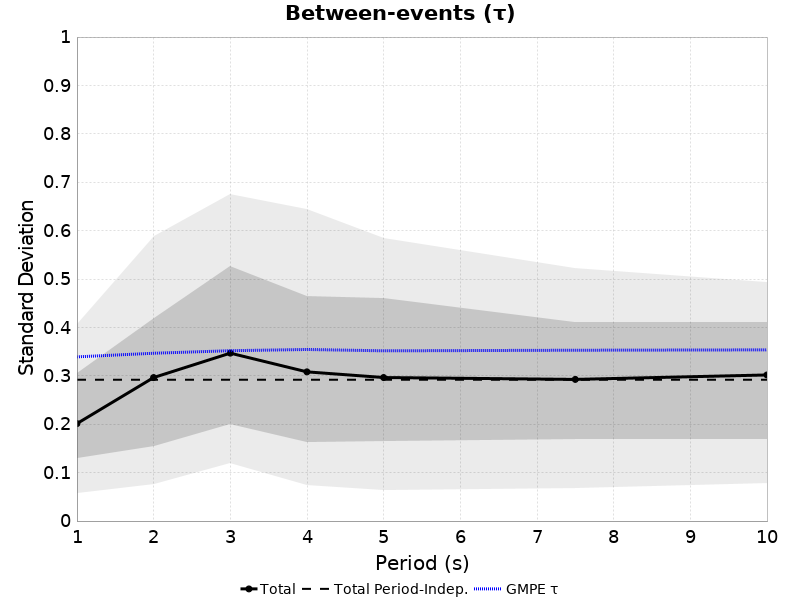 Between-events (τ)
1
0.9
0.8
0.7
0.6
0.5
0.4
0.3
0.2
0.1
0
Standard Deviation
1 2 3 4 5 6 7 8 9 10
Period (s)
Total Total Period-Indep. GMPE τ